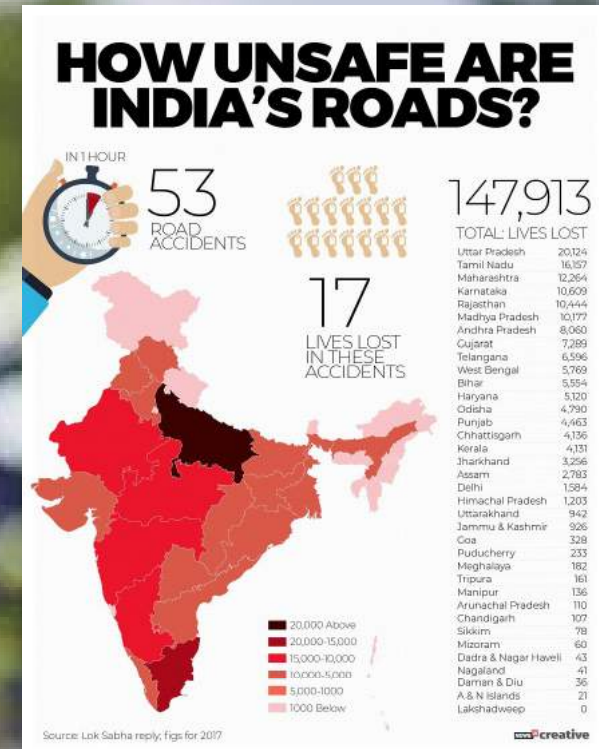 HOW UNSAFE ARE
INDIA'S ROADS?
IN 1 HOUR
53
ROAD
ACCIDENTS
17
LIVES LOST
IN THESE
ACCIDENTS
147,913
TOTAL: LIVES LOST
Uttar Pradesh 20,124
Tamil Nadu 16,157
Maharashtra 12,264
Karnataka 10,609
Rajasthan 10,444
Madhya Pradesh 10,177
Andhra Pradesh 8,060
Gujarat 7,289
Telangana 6,596
West Bengal 5,769
Bihar 5,554
Haryana 5,120
Odisha 4,790
Punjab 4,463
Chhattisgarh 4,136
Kerala 4,131
Jharkhand 3,256
Assam 2,783
Delhi 1,584
Himachal Pradesh 1,203
Uttarakhand 942
Jammu & Kashmir 926
Goa 328
Puducherry 233
Meghalaya 182
Tripura 161
Manipur 136
Arunachal Pradesh 110
Chandigarh 107
Sikkim 78
Mizoram 60
Dadra & Nagar Haveli 43
Nagaland 41
Daman & Diu 36
A & N Islands 21
Lakshadweep 0
20,000 Above
20,000-15,000
15,000-10,000
10,000-5,000
5,000-1000
1000 Below
Source: Lok Sabha reply, figs for 2017
creative